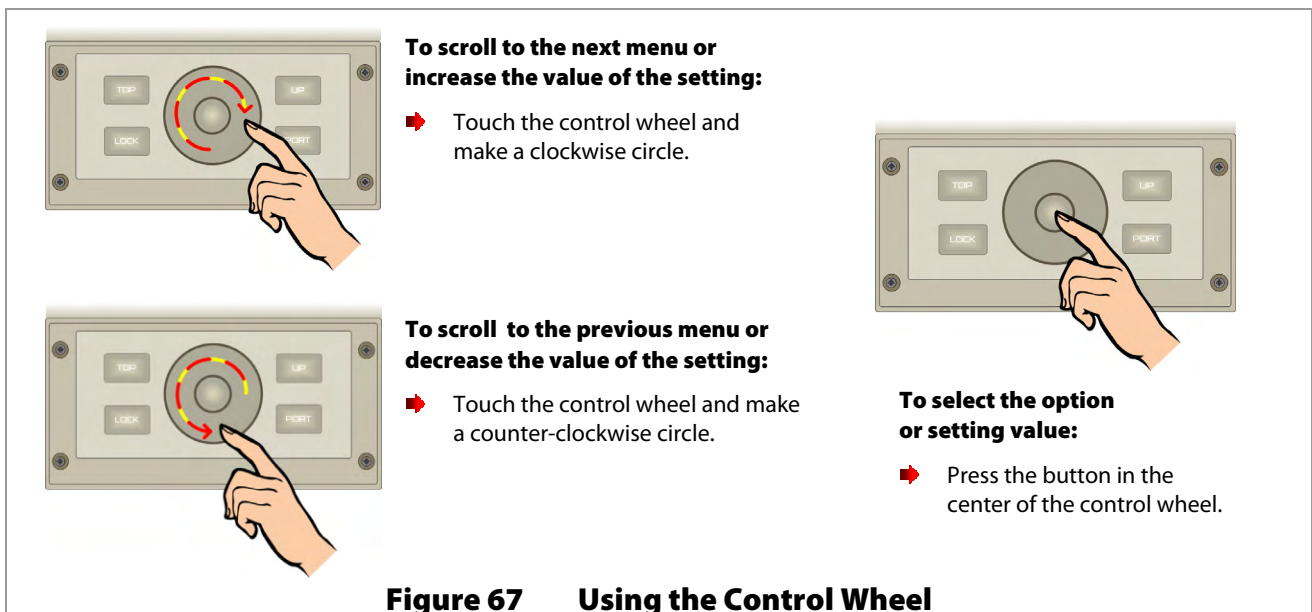 TOP
UP
LOCK
PORT
To scroll to the next menu or
increase the value of the setting:
Touch the control wheel and
make a clockwise circle.
TOP
UP
LOCK
PORT
To scroll to the previous menu or
decrease the value of the setting:
Touch the control wheel and make
a counter-clockwise circle.
TOP
UP
LOCK
PORT
To select the option
or setting value:
Press the button in the
center of the control wheel.
Figure 67 Using the Control Wheel